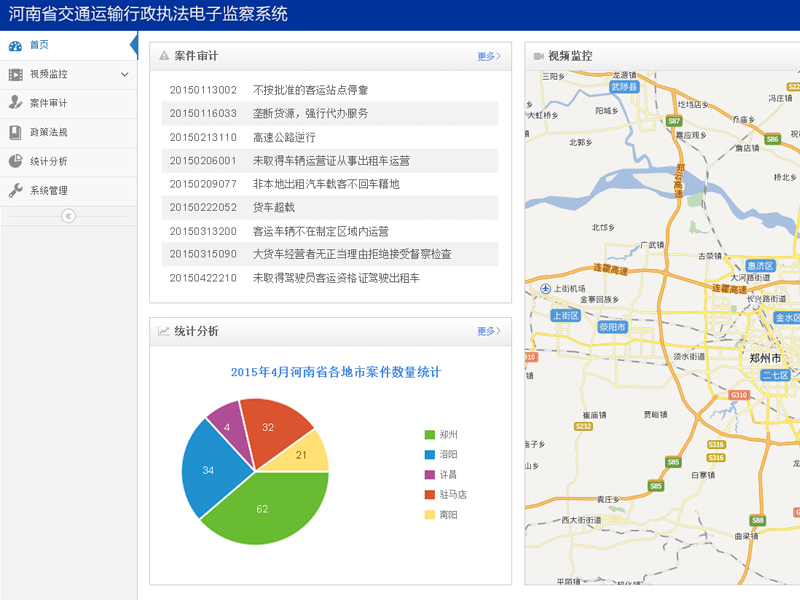 河南省交通运输行政执法电子监察系统
首页
视频监控
案件审计
政策法规
统计分析
系统管理
案件审计
更多
20150113002 不按批准的客运站点停靠
20150116033 垄断货源，强行代办服务
20150213110 高速公路逆行
20150206001 未取得车辆运营证从事出租车运营
20150209077 非本地出租汽车载客不回车籍地
20150222052 货车超载
20150313200 客运车辆不在制定区域内运营
20150315090 大货车经营者无正当理由拒绝接受督察检查
20150422210 未取得驾驶员客运资格证驾驶出租车
统计分析
更多
2015年4月河南省各地市案件数量统计
4
32
21
34
62
郑州
洛阳
许昌
驻马店
南阳
视频监控
三阳乡
龙源镇
武陟县
冯庄镇
圪垱店乡
大虹桥乡
阳城乡
S87
乔庙乡
嘉应观乡
S86
北郭乡
詹店镇
桥北乡
郑云高速
北邙乡
广武镇
古荥镇
惠济区
连霍高速
大河路街道
上街机场
连霍高速
金寨回族乡
长兴路街道
上街区
荥阳市
金水区
须水街道
郑州市
二七区
G310
崔庙镇
贾峪镇
S232
S316
S316
S85
白寨镇
S85
袁庄乡
西大街街道
S88
曲梁镇
平陌镇